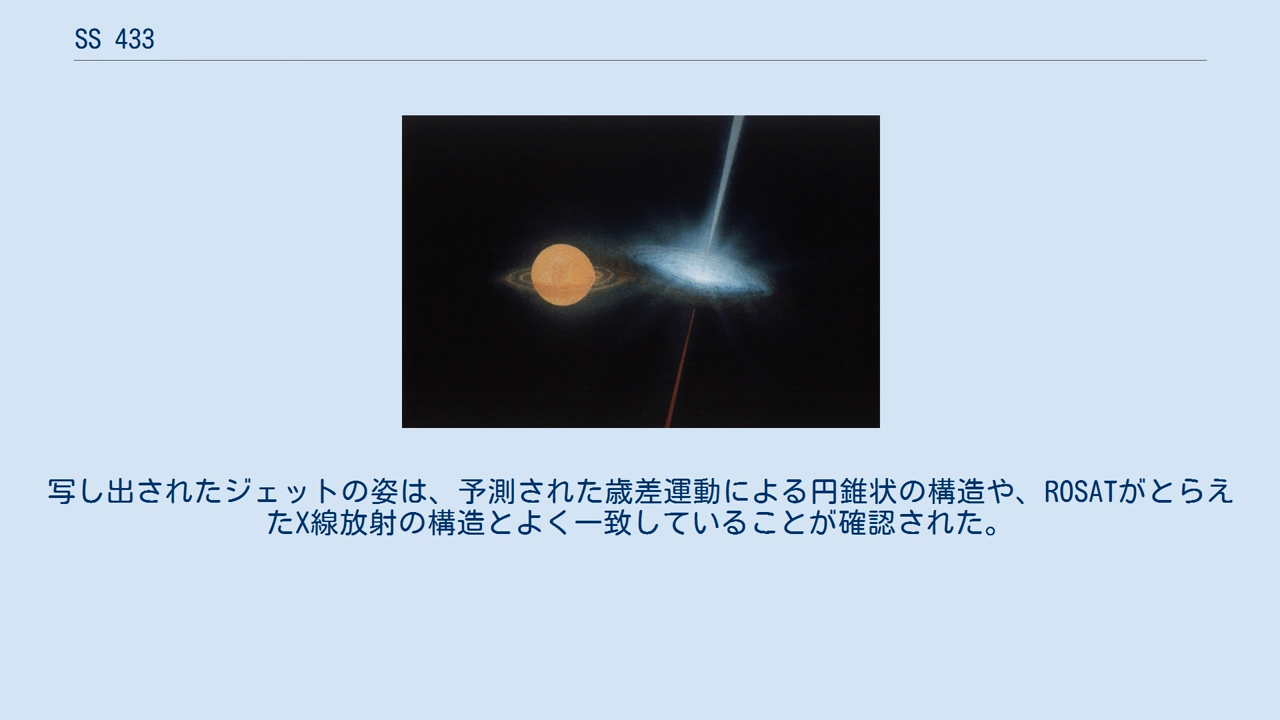 SS 433
写し出されたジェットの姿は、予測された歳差運動による円錐状の構造や、ROSATがとらえ
たX線放射の構造とよく一致していることが確認された。